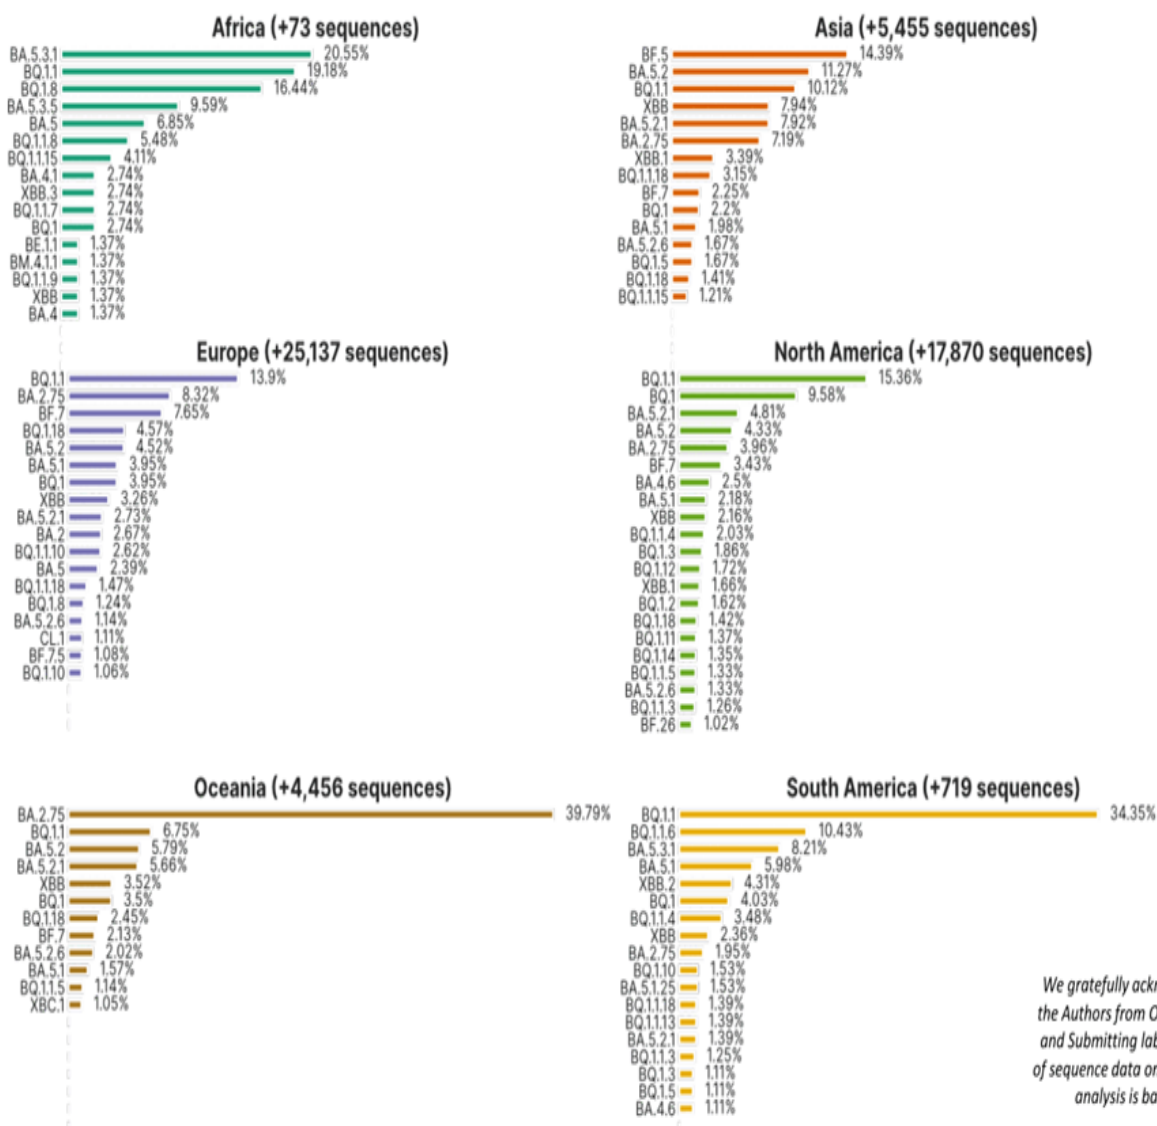 Africa (+73 sequences)
BA.5.3.1 20.55%
BQ.1.1 19.18%
BQ.1.8 16.44%
BA.5.3.5 9.59%
BA.5 6.85%
BQ.1.1.8 5.48%
BQ.1.1.15 4.11%
BA.4.1 2.74%
XBB.3 2.74%
BQ.1.1.7 2.74%
BQ.1 2.74%
BE.1.1 1.37%
BM.4.1.1 1.37%
BQ.1.1.9 1.37%
XBB 1.37%
BA.4 1.37%
Asia (+5,455 sequences)
BF.5 14.39%
BA.5.2 11.27%
BQ.1.1 10.12%
XBB 7.94%
BA.5.2.1 7.92%
BA.2.75 7.19%
XBB.1 3.39%
BQ.1.1.18 3.15%
BF.7 2.25%
BQ.1 2.2%
BA.5.1 1.98%
BA.5.2.6 1.67%
BQ.1.5 1.67%
BQ.1.18 1.41%
BQ.1.1.15 1.21%
Europe (+25,137 sequences)
BQ.1.1 13.9%
BA.2.75 8.32%
BF.7 7.65%
BQ.1.18 4.57%
BA.5.2 4.52%
BA.5.1 3.95%
BQ.1 3.95%
XBB 3.26%
BA.5.2.1 2.73%
BA.2 2.67%
BQ.1.1.10 2.62%
BA.5 2.39%
BQ.1.1.18 1.47%
BQ.1.8 1.24%
BA.5.2.6 1.14%
CL.1 1.11%
BF.7.5 1.08%
BQ.1.10 1.06%
North America (+17,870 sequences)
BQ.1.1 15.36%
BQ.1 9.58%
BA.5.2.1 4.81%
BA.5.2 4.33%
BA.2.75 3.96%
BF.7 3.43%
BA.4.6 2.5%
BA.5.1 2.18%
XBB 2.16%
BQ.1.1.4 2.03%
BQ.1.3 1.86%
BQ.1.12 1.72%
XBB.1 1.66%
BQ.1.2 1.62%
BQ.1.18 1.42%
BQ.1.11 1.37%
BQ.1.14 1.35%
BQ.1.1.5 1.33%
BA.5.2.6 1.33%
BQ.1.1.3 1.26%
BF.26 1.02%
Oceania (+4,456 sequences)
BA.2.75 39.79%
BQ.1.1 6.75%
BA.5.2 5.79%
BA.5.2.1 5.66%
XBB 3.52%
BQ.1 3.5%
BQ.1.18 2.45%
BF.7 2.13%
BA.5.2.6 2.02%
BA.5.1 1.57%
BQ.1.1.5 1.14%
XBC.1 1.05%
South America (+719 sequences)
BQ.1.1 34.35%
BQ.1.1.6 10.43%
BA.5.3.1 8.21%
BA.5.1 5.98%
XBB.2 4.31%
BQ.1 4.03%
BQ.1.1.4 3.48%
XBB 2.36%
BA.2.75 1.95%
BQ.1.10 1.53%
BA.5.1.25 1.53%
BQ.1.1.18 1.39%
BQ.1.1.13 1.39%
BA.5.2.1 1.39%
BQ.1.1.3 1.25%
BQ.1.3 1.11%
BQ.1.5 1.11%
BA.4.6 1.11%
We gratefully ackn
the Authors from O
and Submitting lab
of sequence data on
analysis is ba